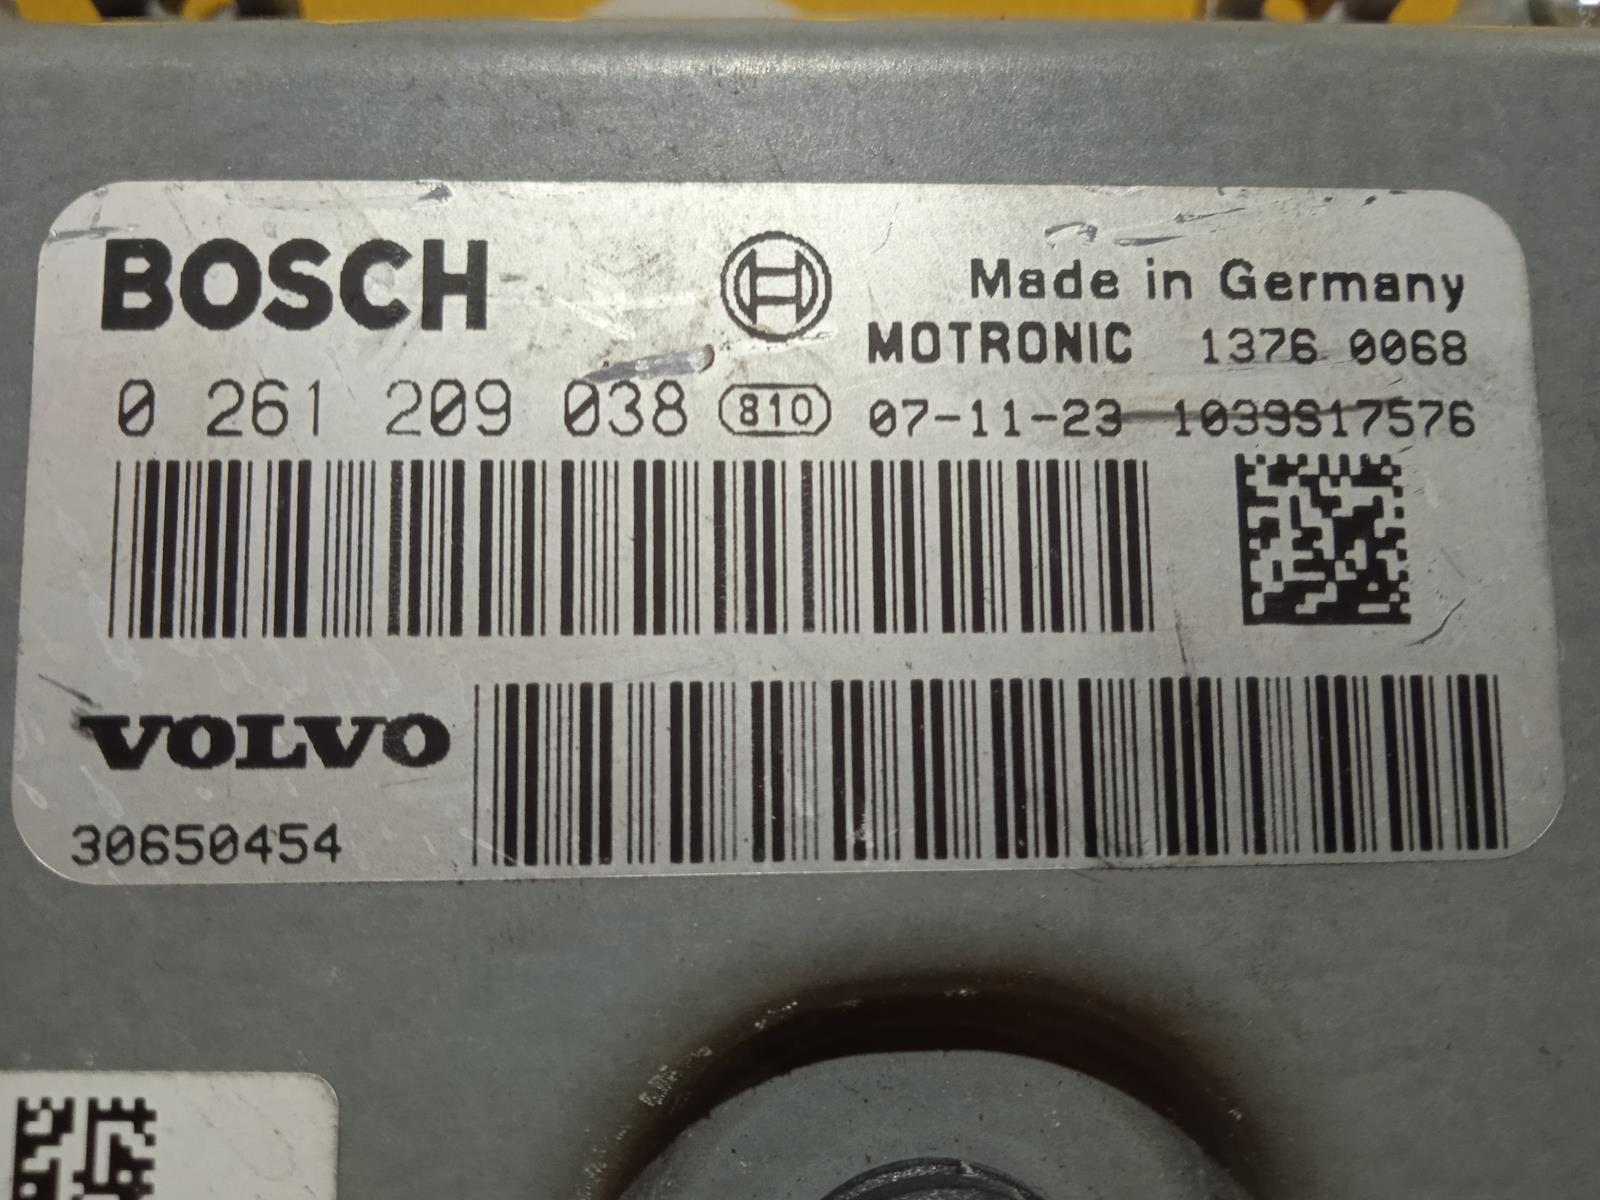 BOSCH
Made in Germany
MOTRONIC 1376 0068
0 261 209 038 810 07-11-23 1039S17576
VOLVO
30650454